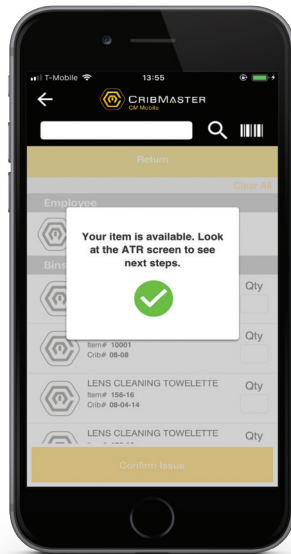 T-Mobile 13:55
CRIBMASTER
CM Mobile
Return
Clear All
Employee
Your item is available. Look
at the ATR screen to see
next steps.
Bins
Qty
Item# 10001
Crib# 08-08
Qty
LENS CLEANING TOWELETTE
Item# 156-16
Crib# 08-04-14
Qty
LENS CLEANING TOWELETTE
Qty
Confirm Issue